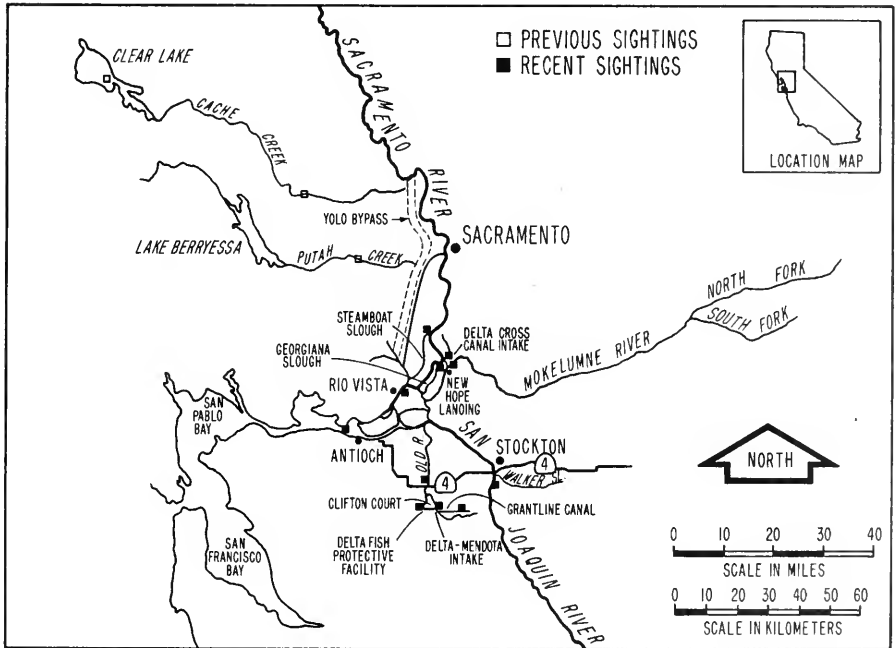 □ PREVIOUS SIGHTINGS
■ RECENT SIGHTINGS
LOCATION MAP
CLEAR LAKE
CACHE CREEK
SACRAMENTO RIVER
YOLO BYPASS
SACRAMENTO
LAKE BERRYESSA
PUTAH CREEK
NORTH FORK
SOUTH FORK
MOKELUMNE RIVER
STEAMBOAT
SLOUGH
DELTA CROSS
CANAL INTAKE
GEORGIANA
SLOUGH
RIO VISTA
NEW
HOPE
LANDING
SAN
PABLO
BAY
ANTIOCH
OLD R.
SAN JOAQUIN RIVER
STOCKTON
4
WALKER SL.
4
CLIFTON COURT
GRANTLINE CANAL
DELTA FISH
PROTECTIVE
FACILITY
DELTA-MENDOTA
INTAKE
SAN
FRANCISCO
BAY
NORTH
0 10 20 30 40
SCALE IN MILES
0 10 20 30 40 50 60
SCALE IN KILOMETERS